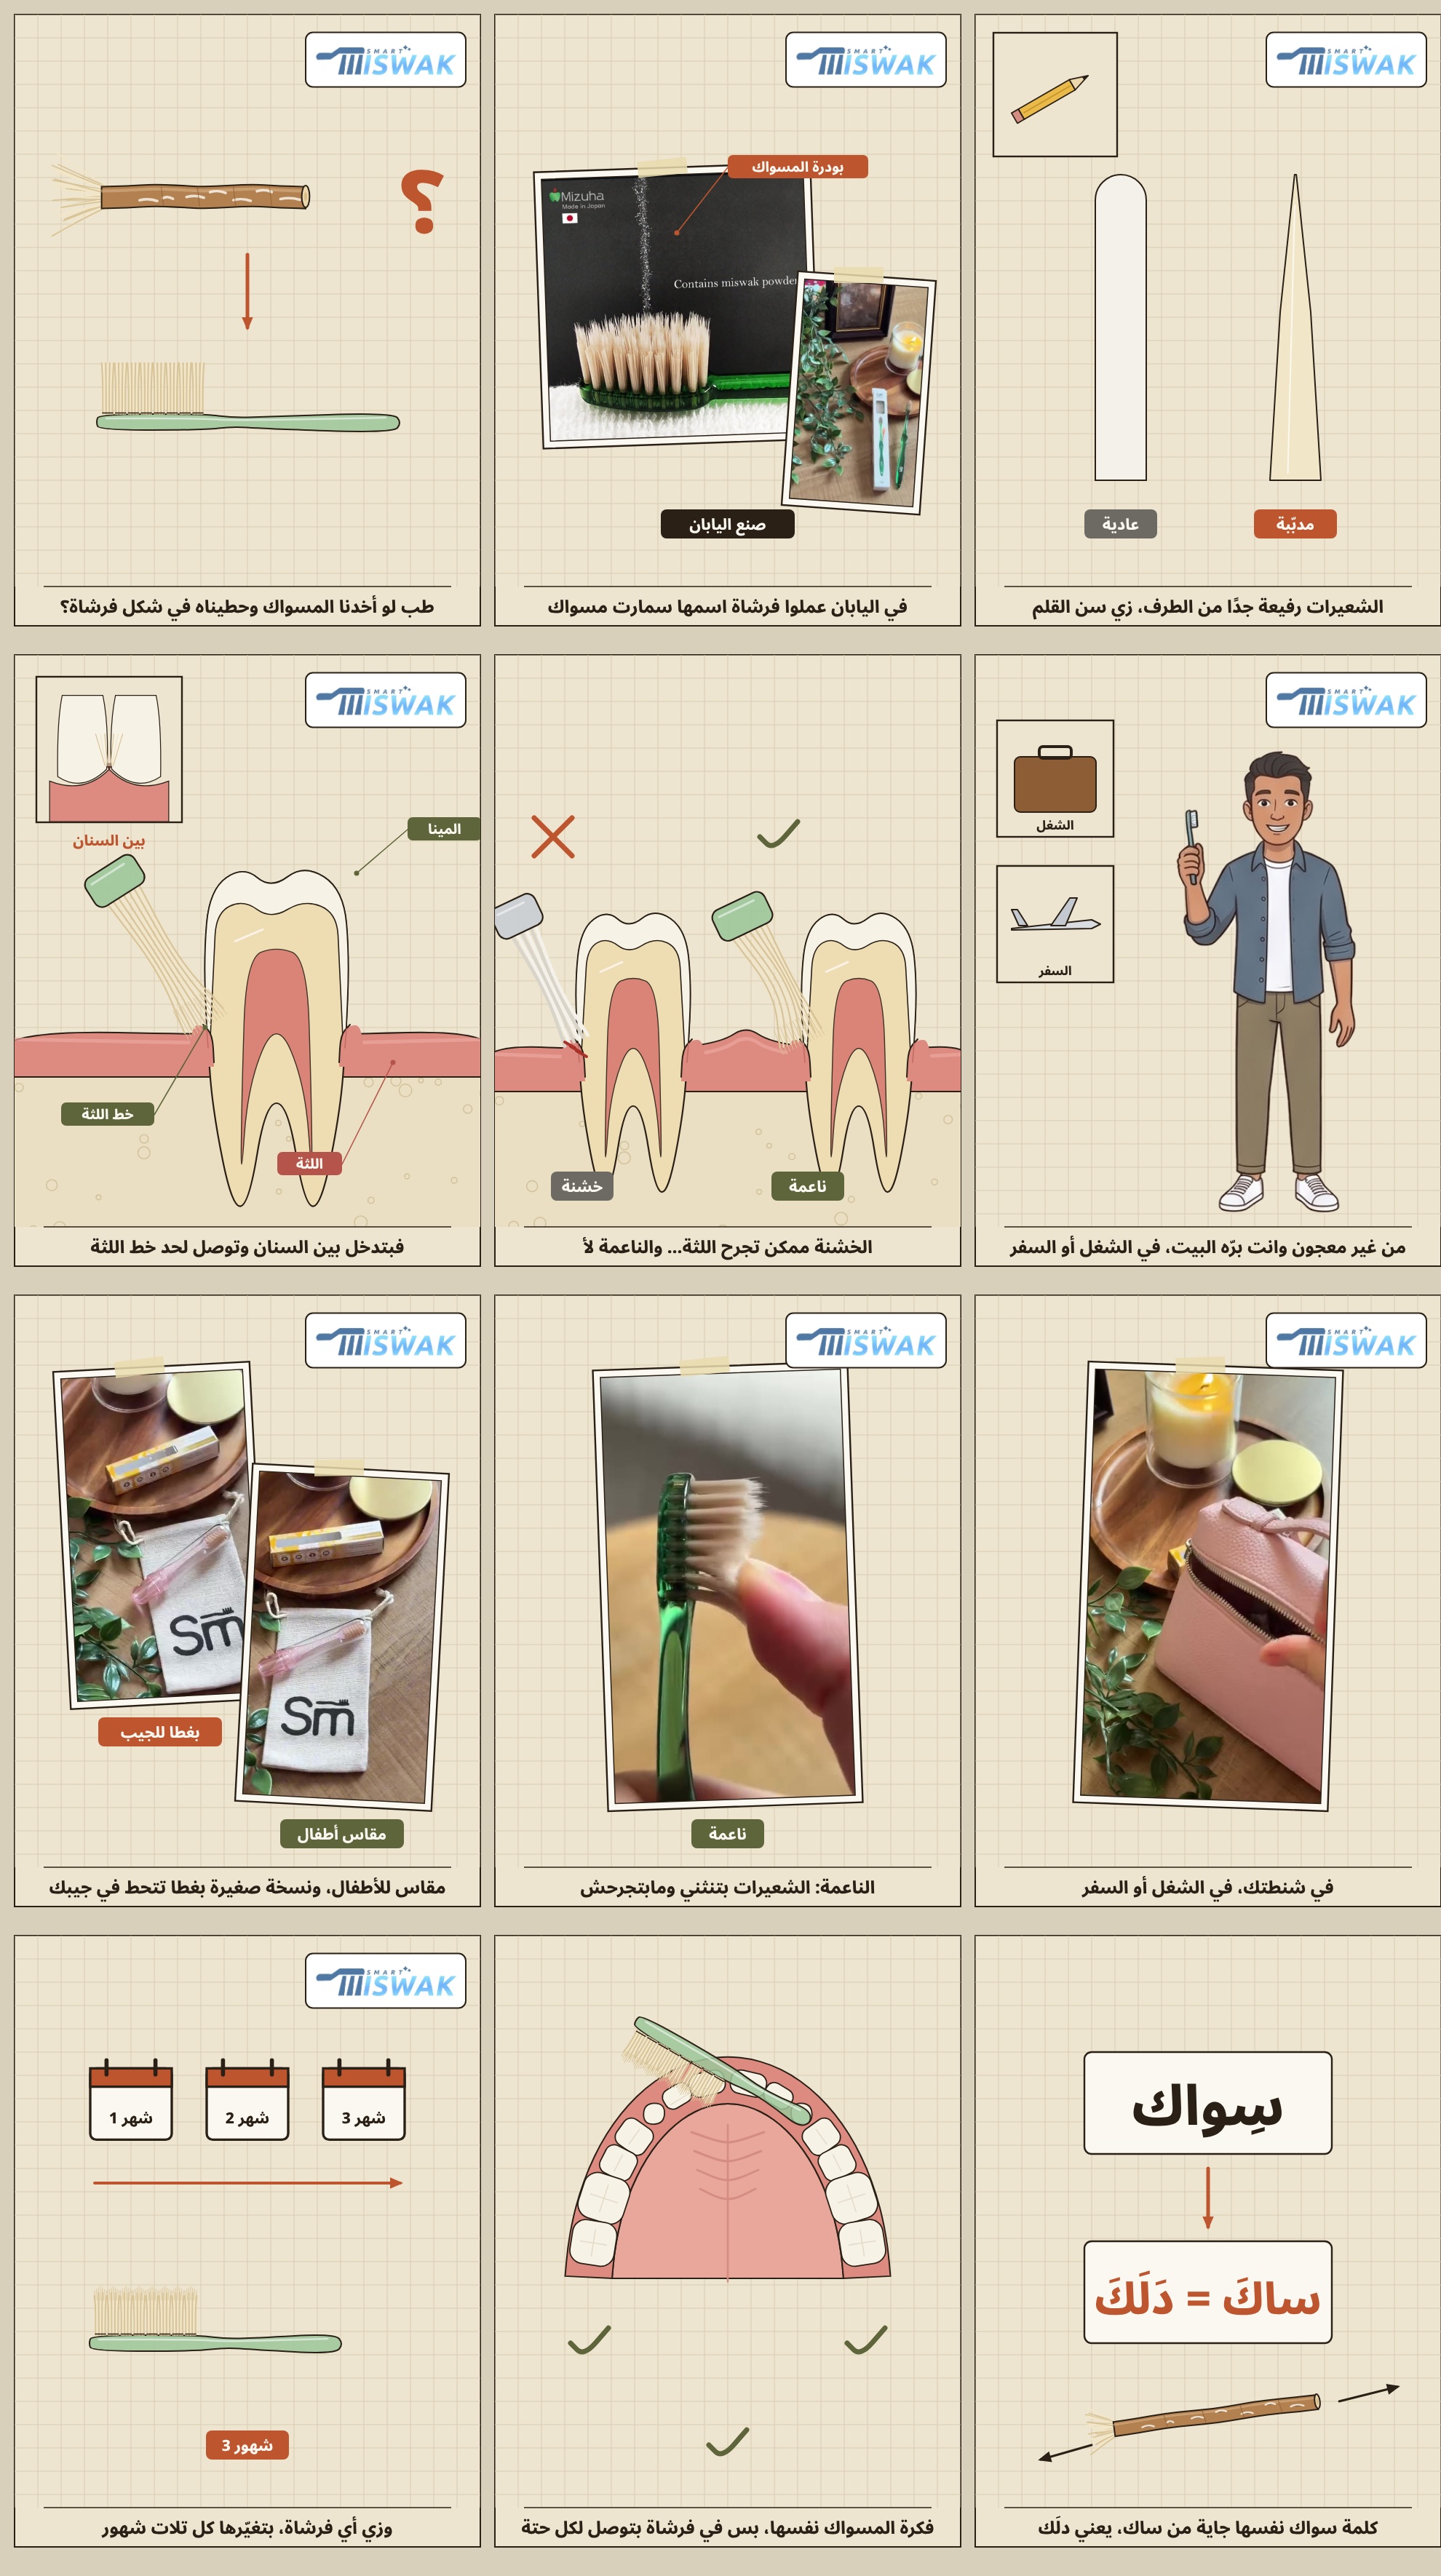 SMART
MISWAK
طب لو أخدنا المسواك وحطيناه في شكل فرشاة؟
SMART
MISWAK
بودرة المسواك
Mizuha
Made in Japan
Contains miswak powder
صنع اليابان
في اليابان عملوا فرشاة اسمها سمارت مسواك
SMART
MISWAK
عادية
مدبّبة
الشعيرات رفيعة جدًا من الطرف، زي سن القلم
SMART
MISWAK
بين السنان
المينا
خط اللثة
اللثة
فبتدخل بين السنان وتوصل لحد خط اللثة
خشنة
ناعمة
الخشنة ممكن تجرح اللثة... والناعمة لأ
SMART
MISWAK
الشغل
السفر
من غير معجون وانت برّه البيت، في الشغل أو السفر
SMART
MISWAK
Sm
Sm
بغطا للجيب
مقاس أطفال
مقاس للأطفال، ونسخة صغيرة بغطا تتحط في جيبك
SMART
MISWAK
ناعمة
الناعمة: الشعيرات بتنثني ومابتجرحش
SMART
MISWAK
في شنطتك، في الشغل أو السفر
SMART
MISWAK
شهر 1
شهر 2
شهر 3
3 شهور
وزي أي فرشاة، بتغيّرها كل تلات شهور
فكرة المسواك نفسها، بس في فرشاة بتوصل لكل حتة
سِواك
ساكَ = دَلَكَ
كلمة سواك نفسها جاية من ساك، يعني دلَك